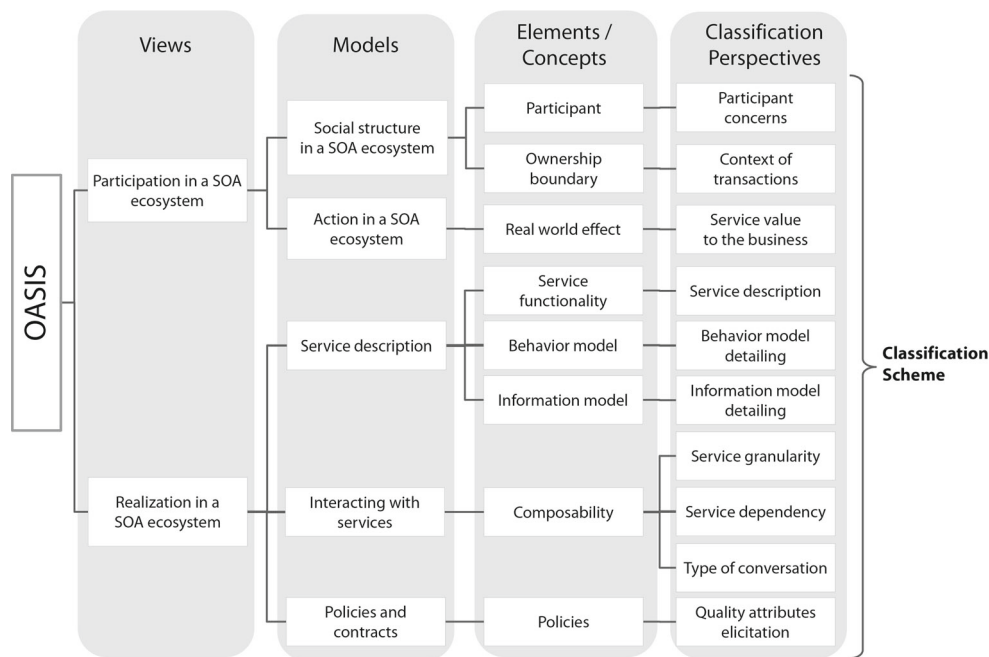 Views
Models
Elements /
Concepts
Classification
Perspectives
OASIS
Participation in a SOA
ecosystem
Realization in a
SOA ecosystem
Social structure
in a SOA ecosystem
Action in a SOA
ecosystem
Service description
Interacting with
services
Policies and
contracts
Participant
Ownership
boundary
Real world effect
Service
functionality
Behavior model
Information model
Composability
Policies
Participant
concerns
Context of
transactions
Service value
to the business
Service description
Behavior model
detailing
Information model
detailing
Service granularity
Service dependency
Type of conversation
Quality attributes
elicitation
Classification
Scheme